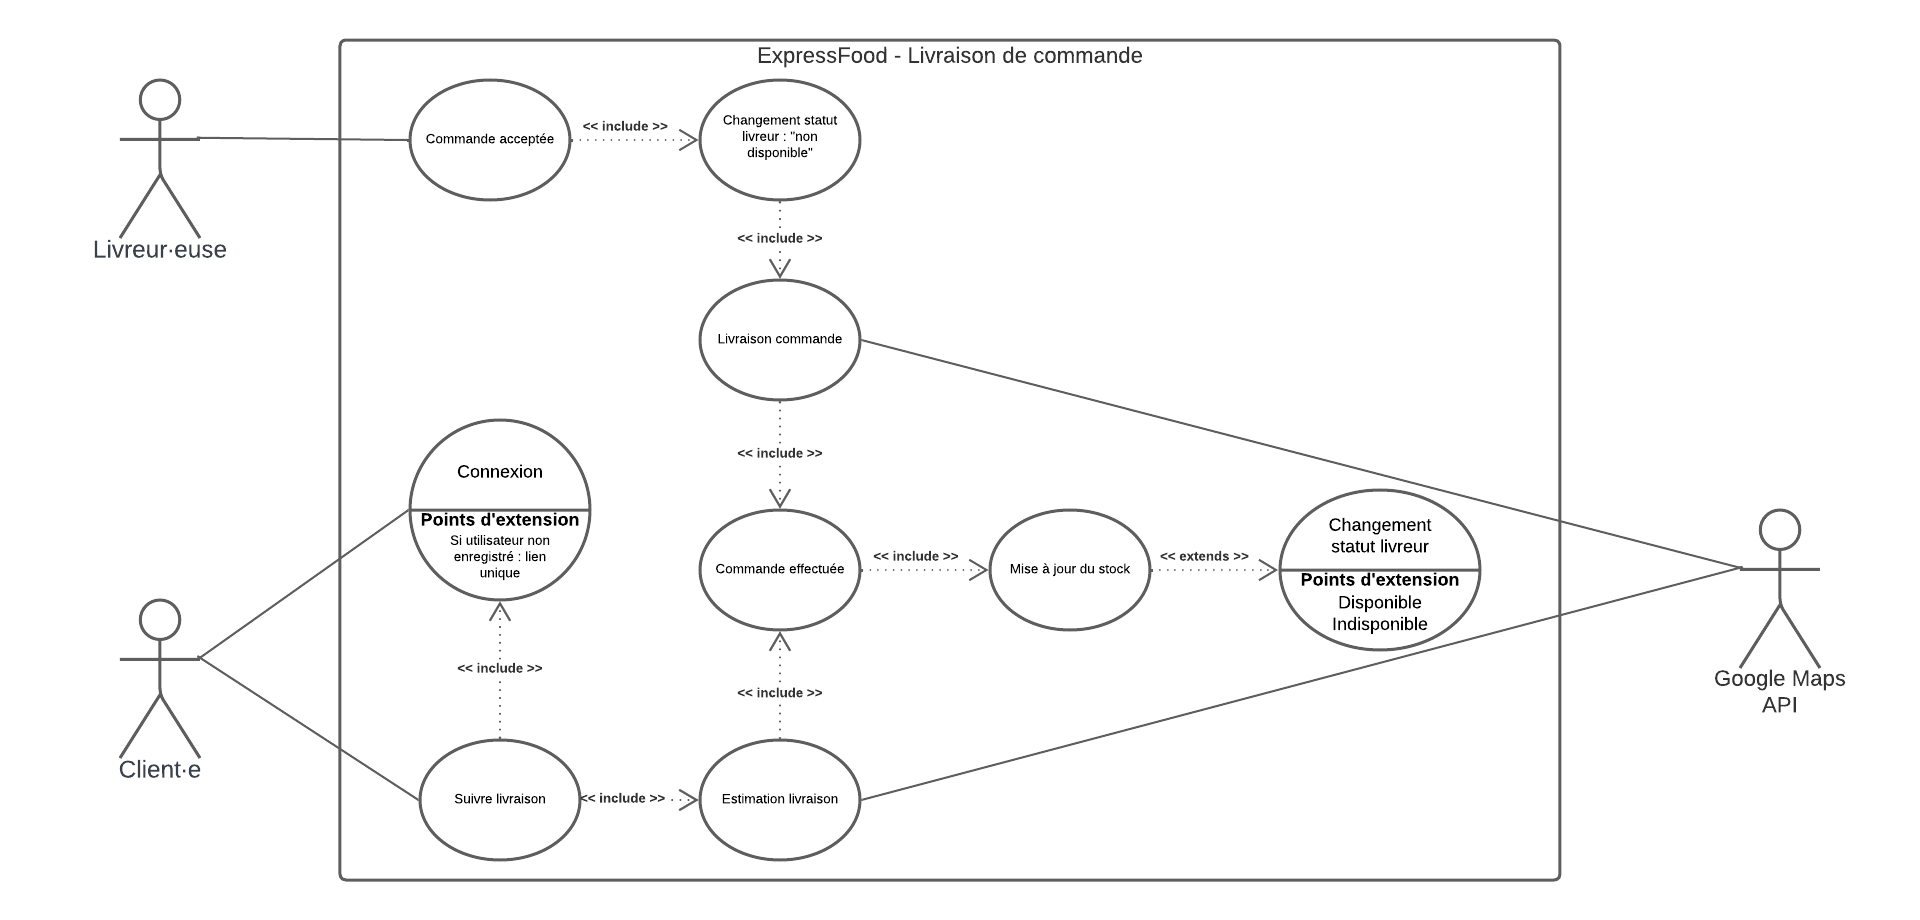 ExpressFood - Livraison de commande
Livreur·euse
Commande acceptée
<< include >>
Changement statut
livreur : "non
disponible"
<< include >>
Livraison commande
<< include >>
Connexion
Points d'extension
Si utilisateur non
enregistré : lien
unique
Commande effectuée
<< include >>
Mise à jour du stock
<< extends >>
Changement
statut livreur
Points d'extension
Disponible
Indisponible
Google Maps
API
<< include >>
<< include >>
Client·e
Suivre livraison
<< include >>
Estimation livraison